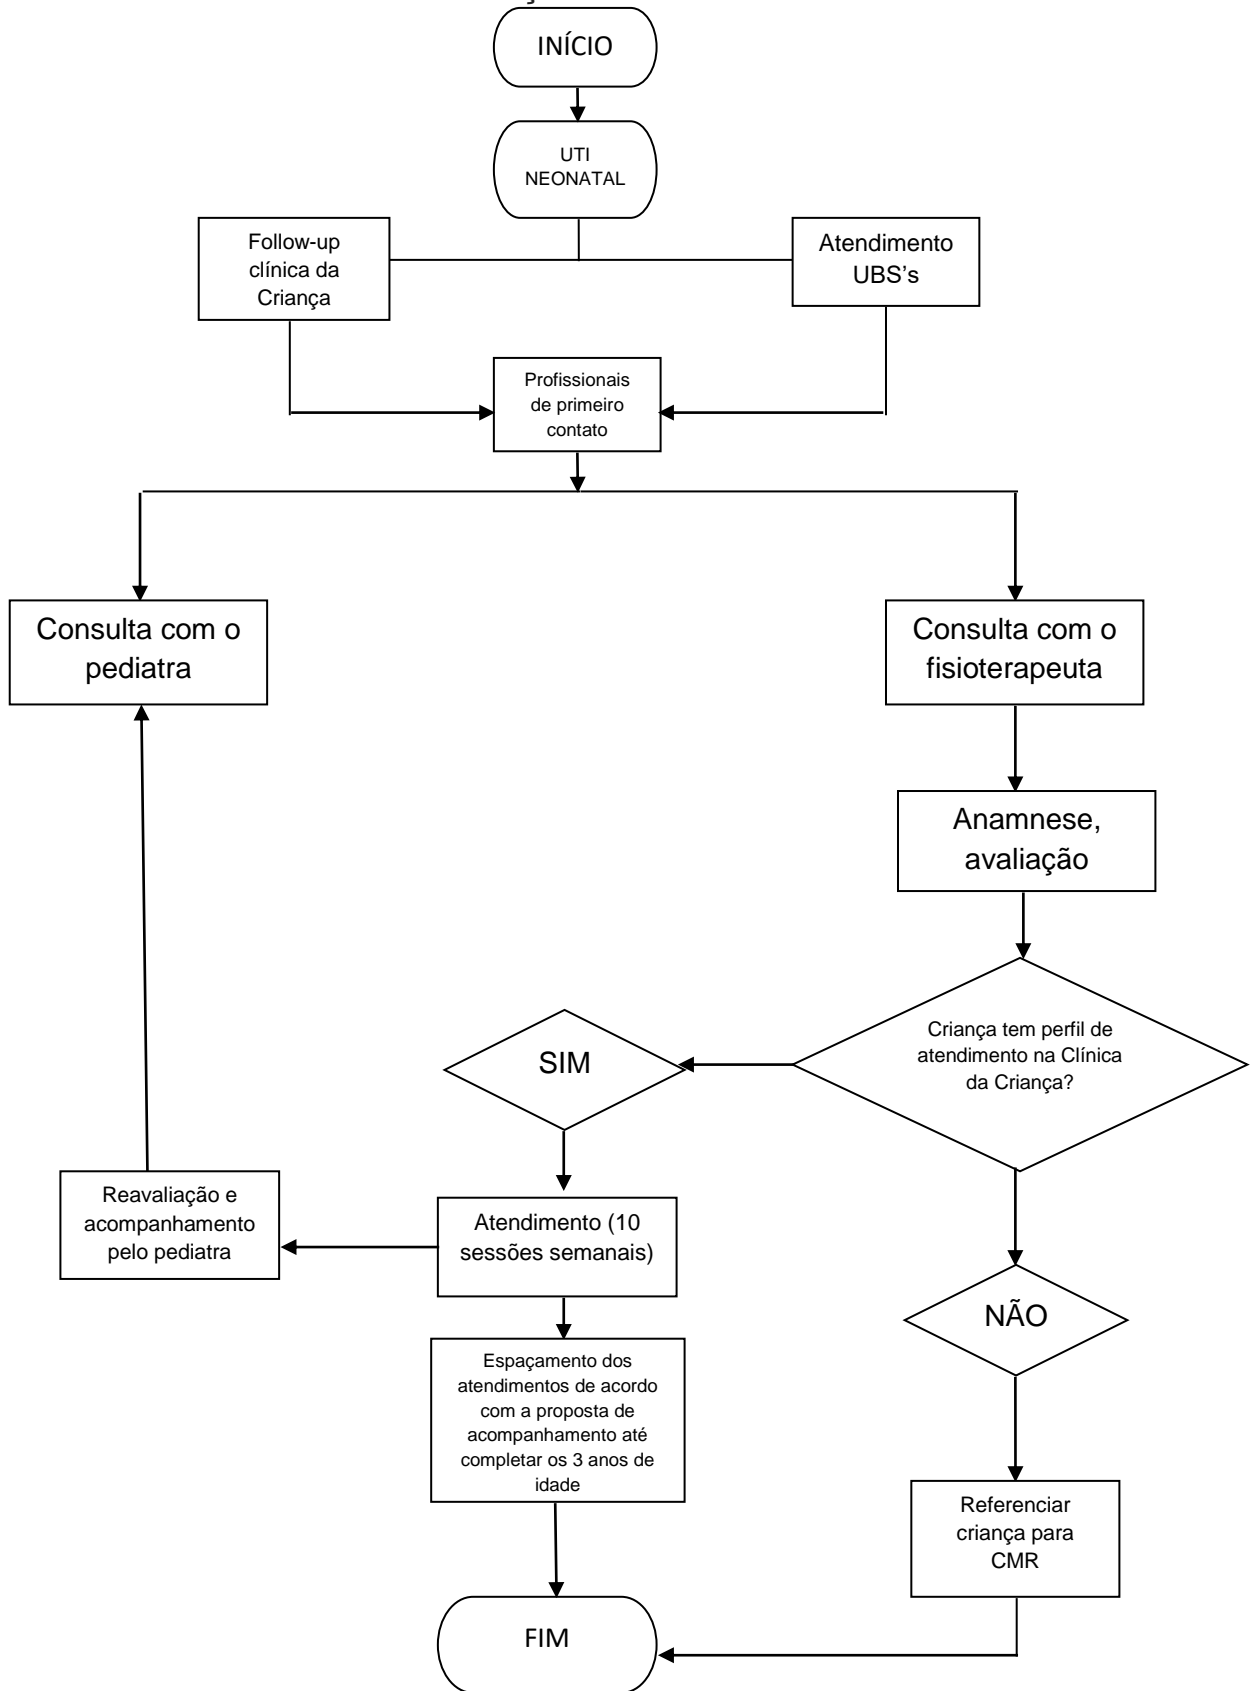 INÍCIO
UTI
NEONATAL
Follow-up
clínica da
Criança
Atendimento
UBS's
Profissionais
de primeiro
contato
Consulta com o
pediatra
Consulta com o
fisioterapeuta
Anamnese,
avaliação
Criança tem perfil de
atendimento na Clínica
da Criança?
SIM
Reavaliação e
acompanhamento
pelo pediatra
Atendimento (10
sessões semanais)
NÃO
Espaçamento dos
atendimentos de acordo
com a proposta de
acompanhamento até
completar os 3 anos de
idade
Referenciar
criança para
CMR
FIM